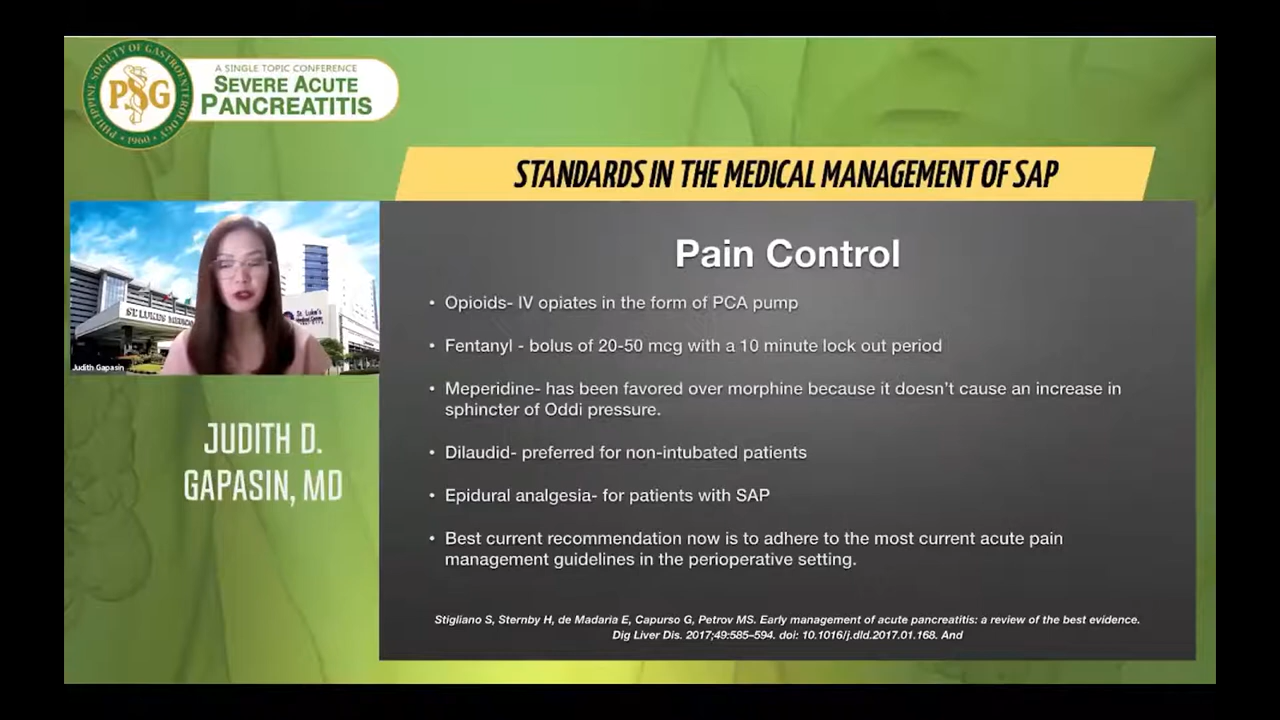 PHILIPPINE SOCIETY OF GASTROENTEROLOGY
PSG
• 1960 •
A SINGLE TOPIC CONFERENCE
SEVERE ACUTE
PANCREATITIS
STANDARDS IN THE MEDICAL MANAGEMENT OF SAP
St. Luke's
Medical Center
Judith Gapasin
JUDITH D.
GAPASIN, MD
Pain Control
• Opioids- IV opiates in the form of PCA pump
• Fentanyl - bolus of 20-50 mcg with a 10 minute lock out period
• Meperidine- has been favored over morphine because it doesn't cause an increase in
sphincter of Oddi pressure.
• Dilaudid- preferred for non-intubated patients
• Epidural analgesia- for patients with SAP
• Best current recommendation now is to adhere to the most current acute pain
management guidelines in the perioperative setting.
Stigliano S, Sternby H, de Madaria E, Capurso G, Petrov MS. Early management of acute pancreatitis: a review of the best evidence.
Dig Liver Dis. 2017;49:585–594. doi: 10.1016/j.dld.2017.01.168. And